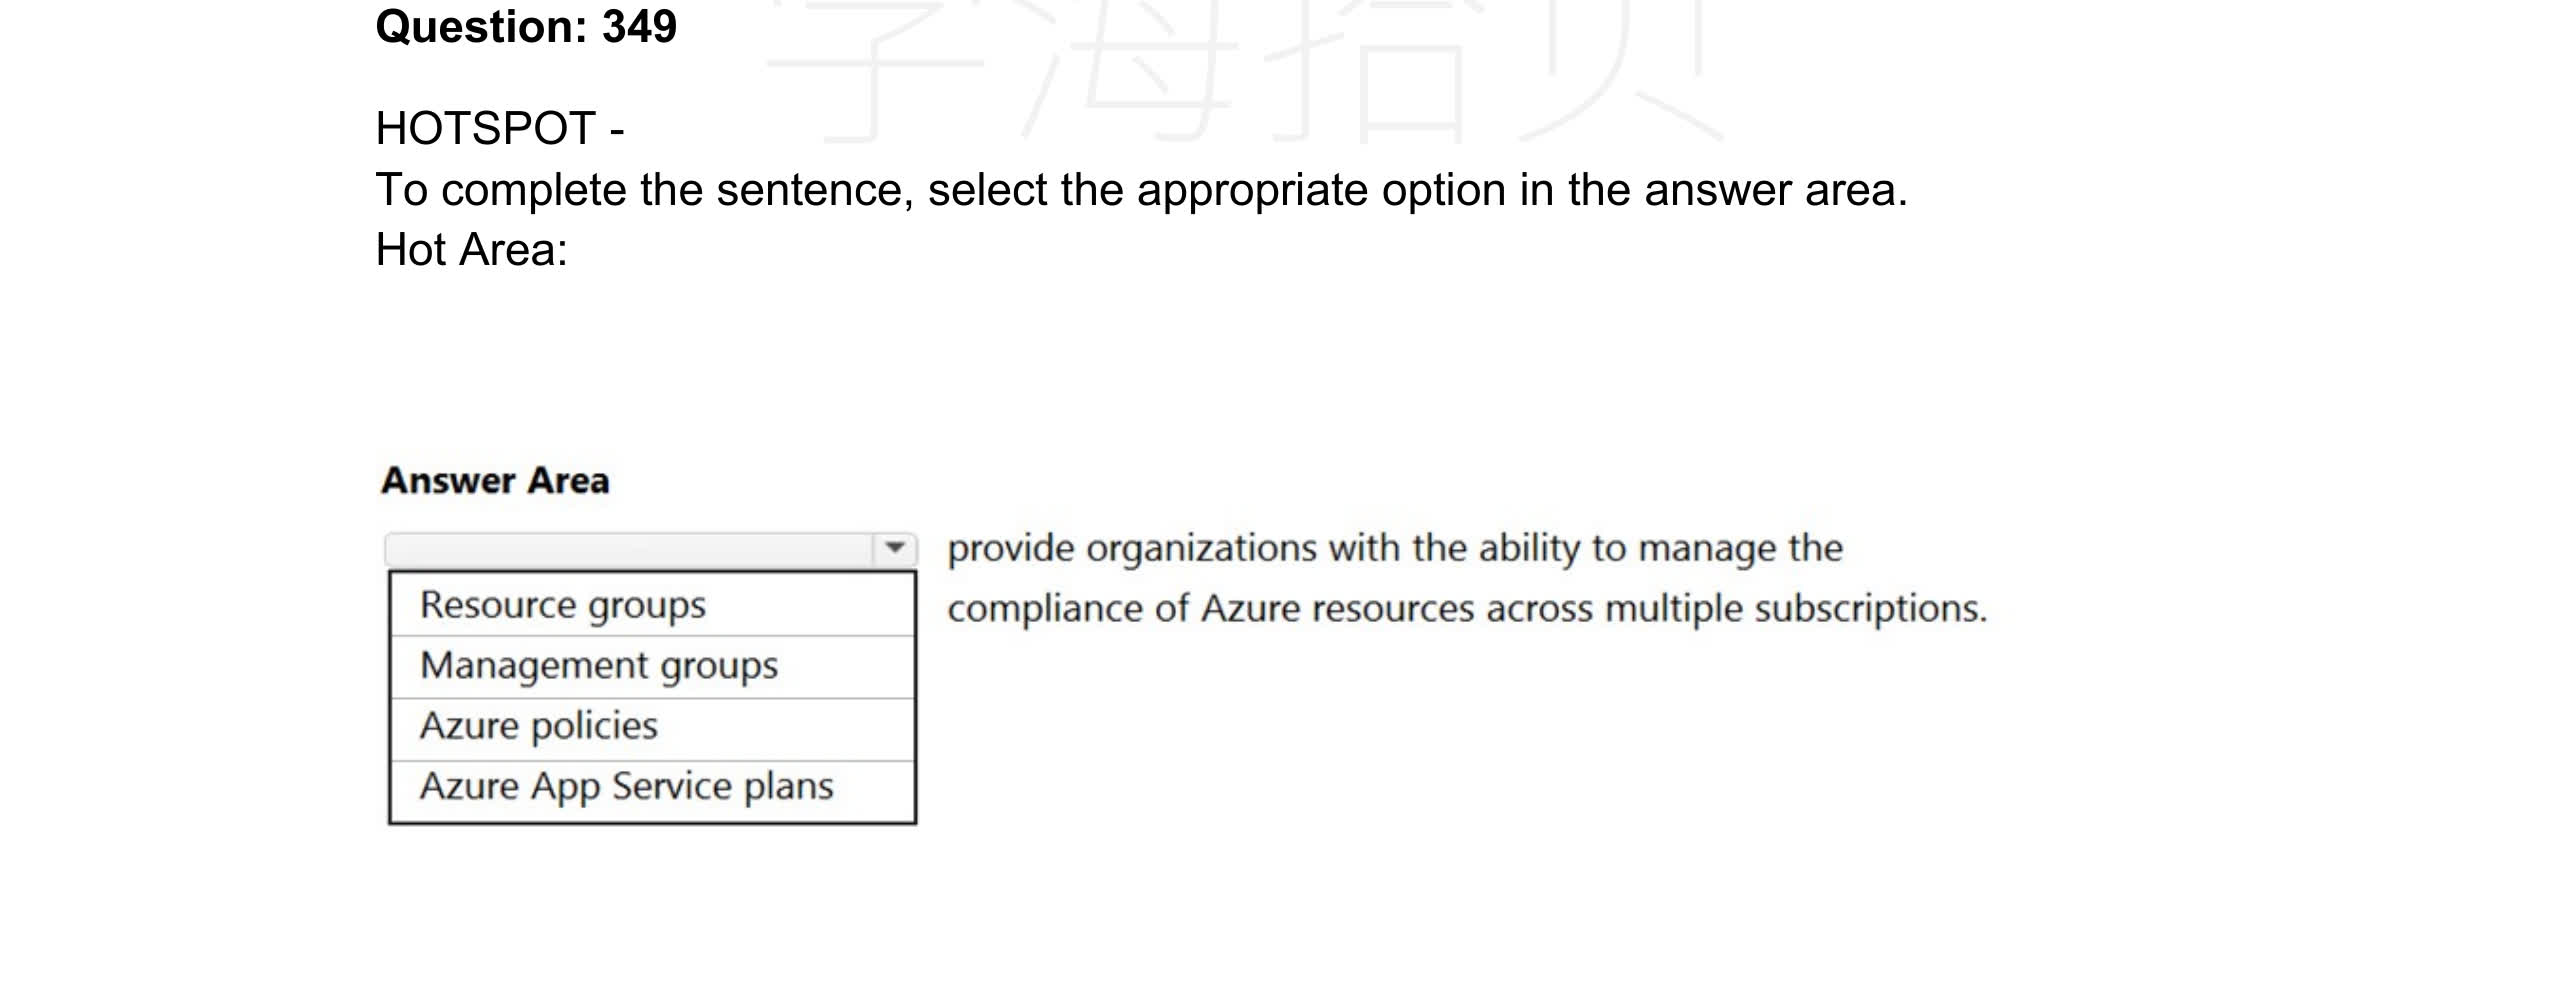 Question: 349
学海拾贝
HOTSPOT -
To complete the sentence, select the appropriate option in the answer area.
Hot Area:
Answer Area
provide organizations with the ability to manage the
compliance of Azure resources across multiple subscriptions.
Resource groups
Management groups
Azure policies
Azure App Service plans